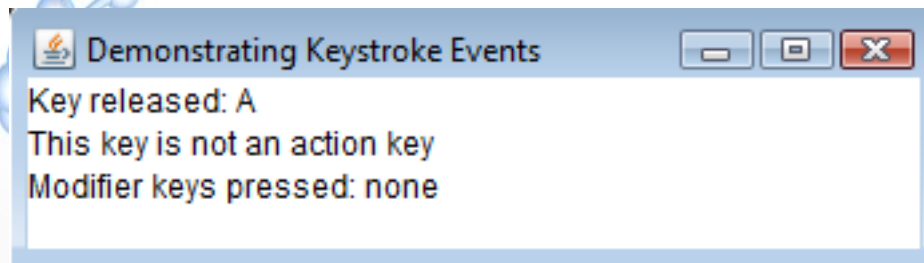 Demonstrating Keystroke Events
Key released: A
This key is not an action key
Modifier keys pressed: none